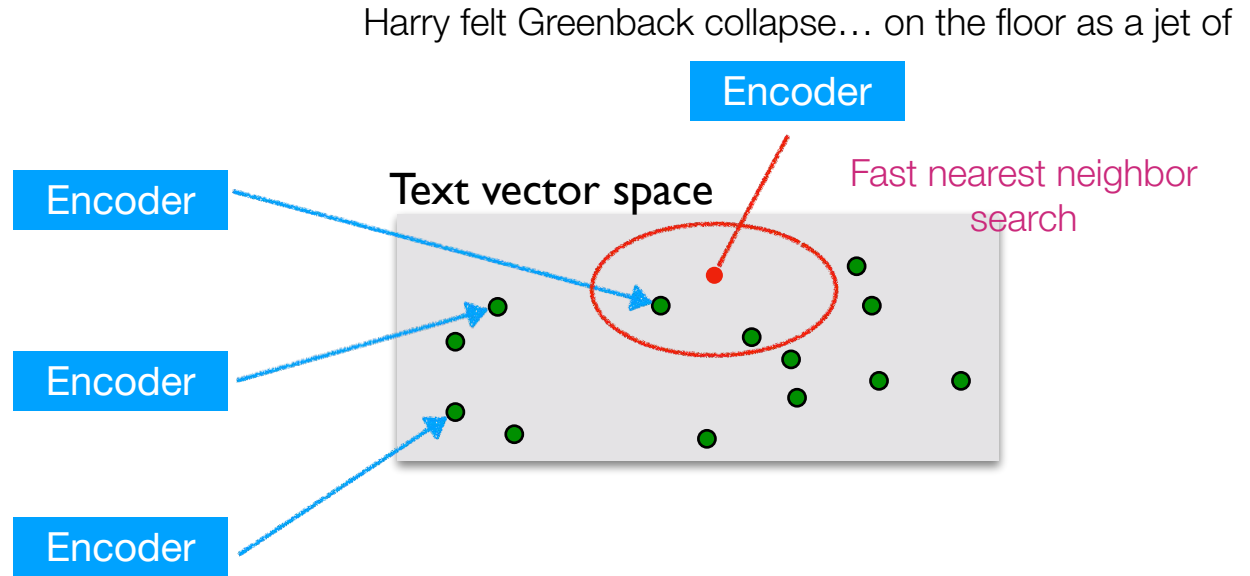 Harry felt Greenback collapse… on the floor as a jet of
Encoder
Fast nearest neighbor
search
Text vector space
Encoder
Encoder
Encoder